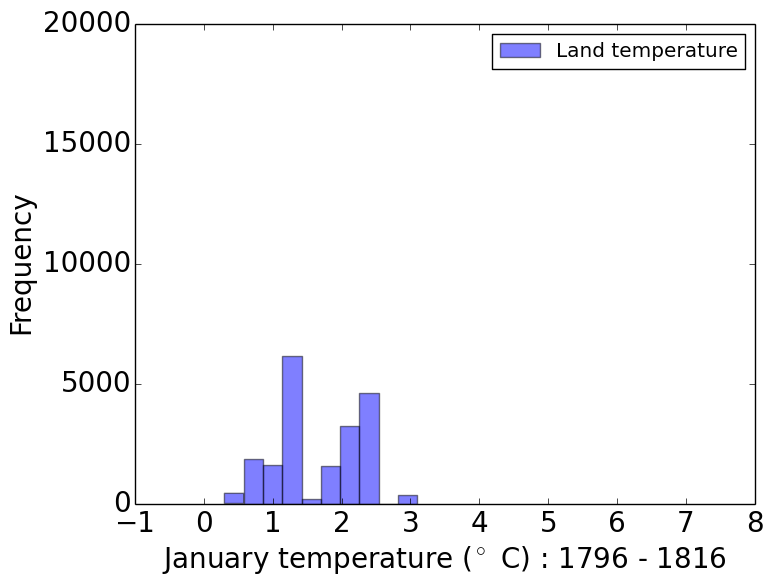 20000
15000
10000
5000
0
Frequency
Land temperature
−1 0 1 2 3 4 5 6 7 8
January temperature (° C) : 1796 - 1816